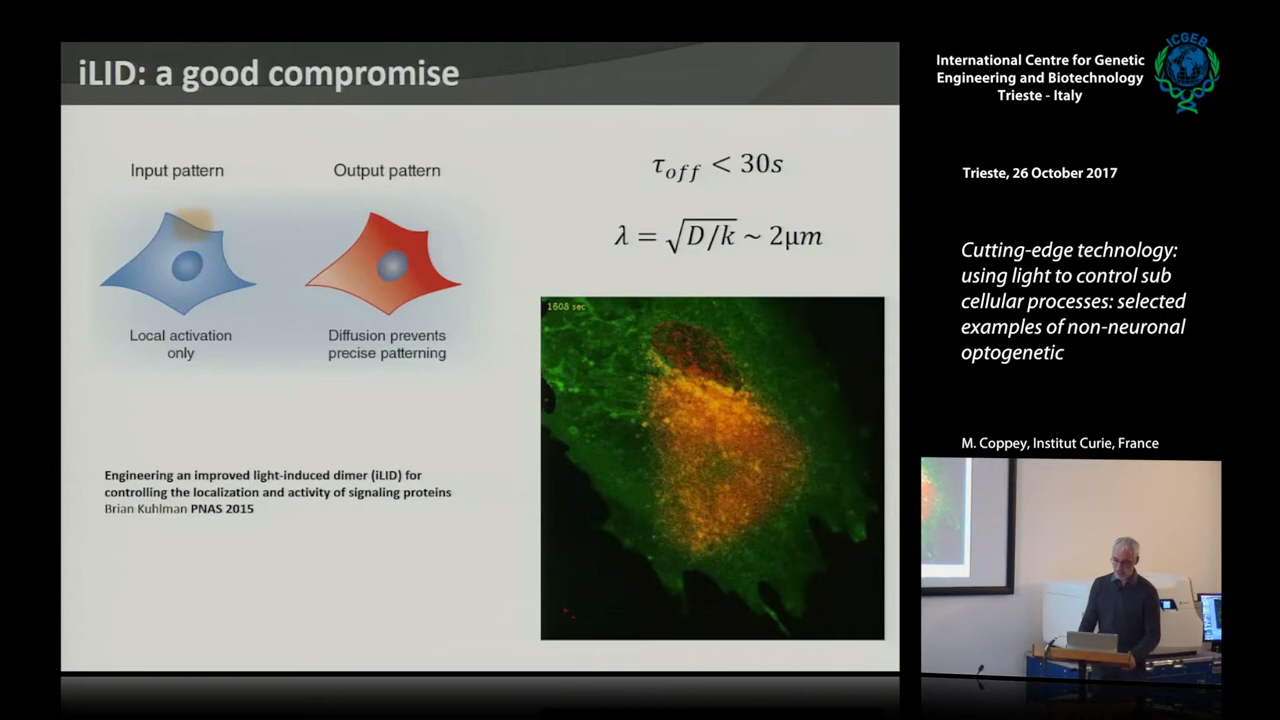 iLID: a good compromise
Input pattern
Output pattern
Local activation
only
Diffusion prevents
precise patterning
τoff < 30s
λ = √D/k ~ 2μm
1608 sec
Engineering an improved light-induced dimer (iLID) for
controlling the localization and activity of signaling proteins
Brian Kuhlman PNAS 2015
International Centre for Genetic
Engineering and Biotechnology
Trieste - Italy
ICGEB
Trieste, 26 October 2017
Cutting-edge technology:
using light to control sub
cellular processes: selected
examples of non-neuronal
optogenetic
M. Coppey, Institut Curie, France